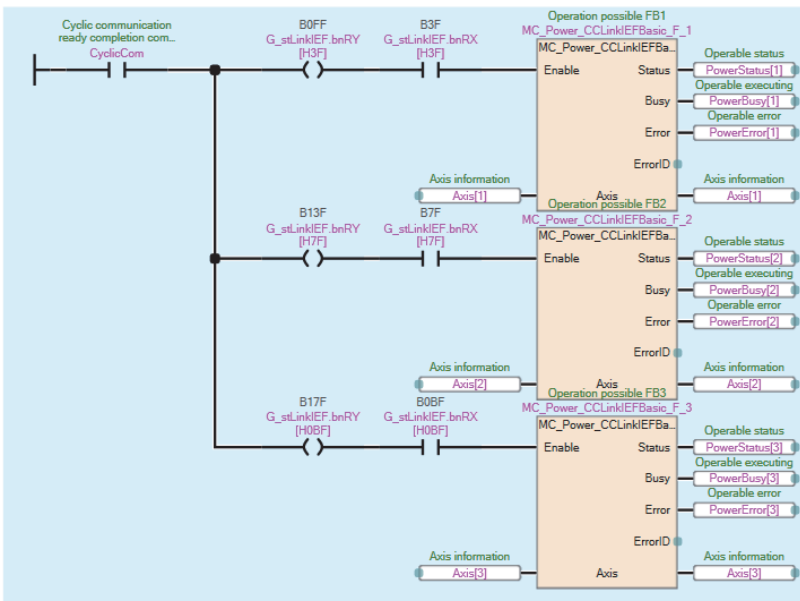 Cyclic communication
ready completion com...
CyclicCom
B0FF
G_stLinkIEF.bnRY
[H3F]
B3F
G_stLinkIEF.bnRX
[H3F]
Operation possible FB1
MC_Power_CCLinkIEFBasic_F_1
MC_Power_CCLinkIEFBa...
Enable
Status
Operable status
PowerStatus[1]
Busy
Operable executing
PowerBusy[1]
Error
Operable error
PowerError[1]
ErrorID
Axis information
Axis[1]
Axis
Axis information
Axis[1]
B13F
G_stLinkIEF.bnRY
[H7F]
B7F
G_stLinkIEF.bnRX
[H7F]
Operation possible FB2
MC_Power_CCLinkIEFBasic_F_2
MC_Power_CCLinkIEFBa...
Enable
Status
Operable status
PowerStatus[2]
Busy
Operable executing
PowerBusy[2]
Error
Operable error
PowerError[2]
ErrorID
Axis information
Axis[2]
Axis
Axis information
Axis[2]
B17F
G_stLinkIEF.bnRY
[H0BF]
B0BF
G_stLinkIEF.bnRX
[H0BF]
Operation possible FB3
MC_Power_CCLinkIEFBasic_F_3
MC_Power_CCLinkIEFBa...
Enable
Status
Operable status
PowerStatus[3]
Busy
Operable executing
PowerBusy[3]
Error
Operable error
PowerError[3]
ErrorID
Axis information
Axis[3]
Axis
Axis information
Axis[3]